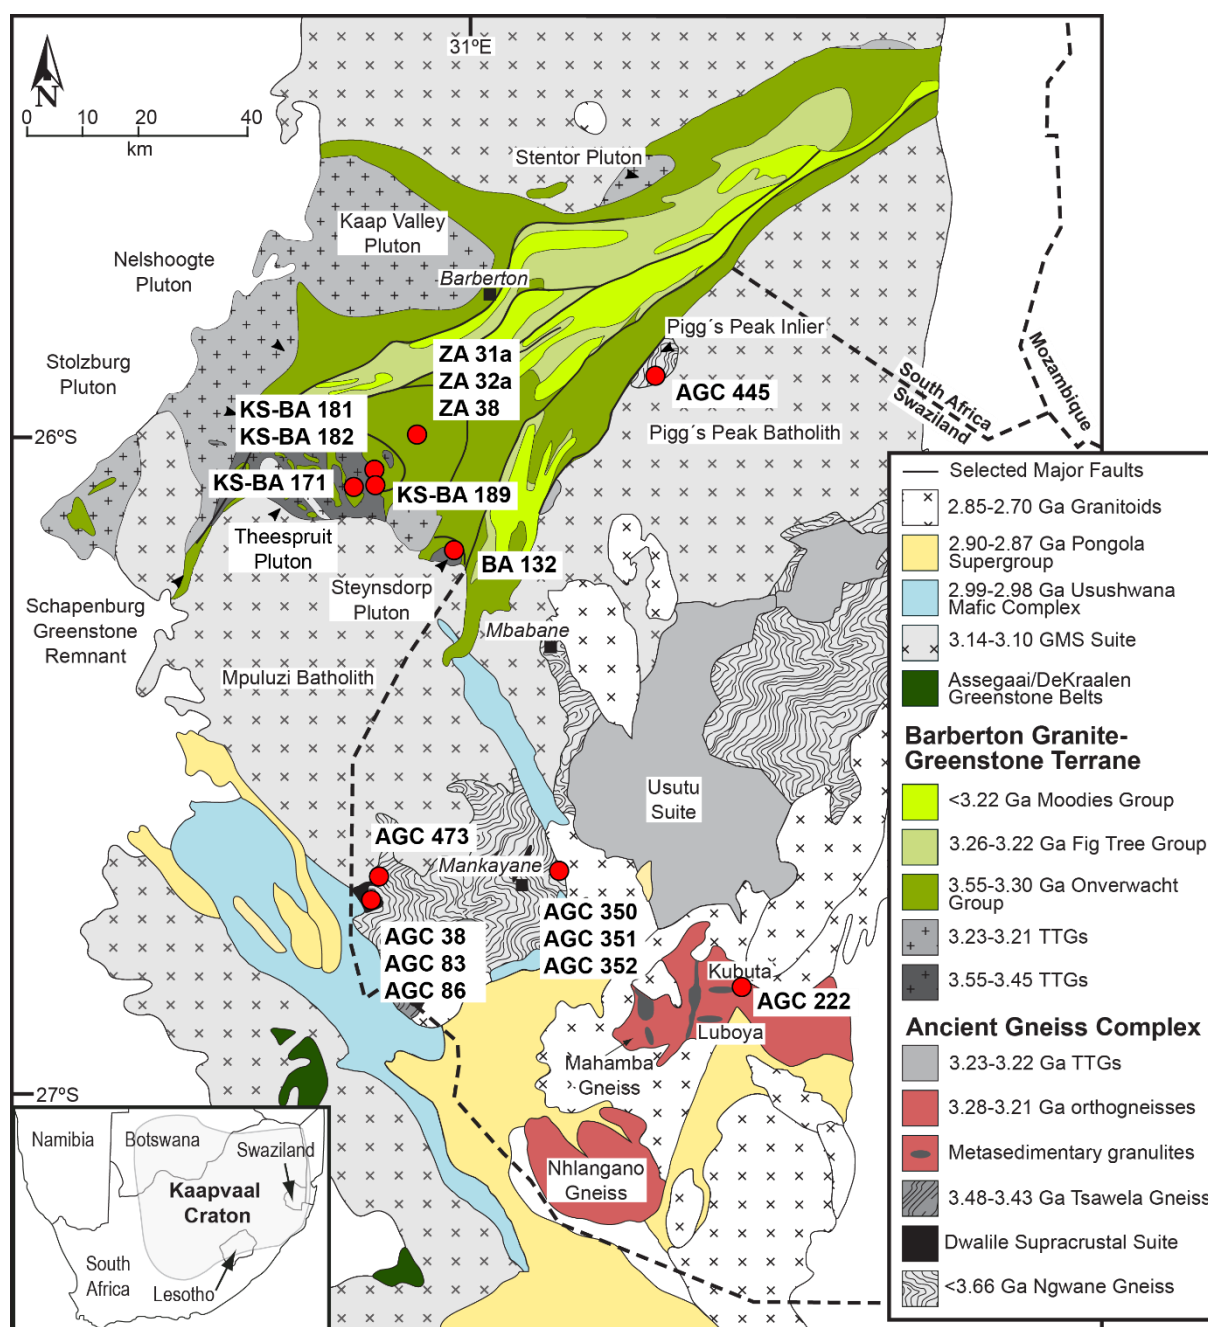 31°E
N
0 10 20 40
km
Stentor Pluton
Kaap Valley
Pluton
Nelshoogte
Pluton
Barberton
Pigg´s Peak Inlier
Stolzburg
Pluton
ZA 31a
ZA 32a
ZA 38
South Africa
Swaziland
Mozambique
AGC 445
KS-BA 181
KS-BA 182
26°S
Pigg´s Peak Batholith
KS-BA 171
KS-BA 189
Theespruit
Pluton
BA 132
Steynsdorp
Pluton
Schapenburg
Greenstone
Remnant
Mbabane
Mpuluzi Batholith
Usutu
Suite
AGC 473
Mankayane
AGC 38
AGC 83
AGC 86
AGC 350
AGC 351
AGC 352
Kubuta
AGC 222
Luboya
Mahamba
Gneiss
27°S
Nhlangano
Gneiss
Namibia
Botswana
Swaziland
Kaapvaal
Craton
South
Africa
Lesotho
Selected Major Faults
2.85-2.70 Ga Granitoids
2.90-2.87 Ga Pongola
Supergroup
2.99-2.98 Ga Usushwana
Mafic Complex
3.14-3.10 GMS Suite
Assegaai/DeKraalen
Greenstone Belts
Barberton Granite-
Greenstone Terrane
<3.22 Ga Moodies Group
3.26-3.22 Ga Fig Tree Group
3.55-3.30 Ga Onverwacht
Group
3.23-3.21 TTGs
3.55-3.45 TTGs
Ancient Gneiss Complex
3.23-3.22 Ga TTGs
3.28-3.21 Ga orthogneisses
Metasedimentary granulites
3.48-3.43 Ga Tsawela Gneiss
Dwalile Supracrustal Suite
<3.66 Ga Ngwane Gneiss